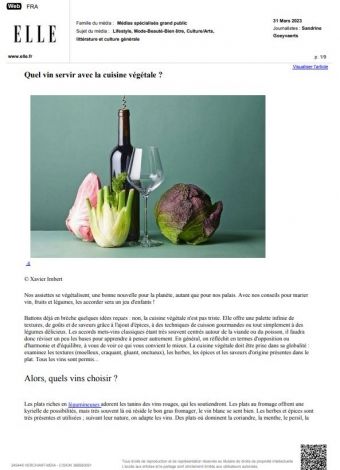 Web FRA
ELLE
Famille du média : Médias spécialisés grand public
Sujet du média : Lifestyle, Mode-Beauté-Bien être, Culture/Arts,
littérature et culture générale
31 Mars 2023
Journalistes : Sandrine
Goeyvaerts
www.elle.fr
p. 1/9
Visualiser l'article
Quel vin servir avec la cuisine végétale ?
© Xavier Imbert
Nos assiettes se végétalisent, une bonne nouvelle pour la planète, autant que pour nos palais. Avec nos conseils pour marier
vin, fruits et légumes, les accorder sera un jeu d'enfants !
Battons déjà en brèche quelques idées reçues : non, la cuisine végétale n'est pas triste. Elle offre une palette infinie de
textures, de goûts et de saveurs grâce à l'ajout d'épices, à des techniques de cuisson gourmandes ou tout simplement à des
légumes délicieux. Les accords mets-vins classiques étant très souvent centrés autour de la viande ou du poisson, il faudra
donc réviser un peu les bases pour apprendre à penser autrement. En général, on réfléchit en termes d'opposition ou
d'harmonie et d'équilibre, à vous de voir ce qui vous convient le mieux. La cuisine végétale doit être prise dans sa globalité :
examinez les textures (moelleux, craquant, gluant, onctueux), les herbes, les épices et les saveurs d'origine présentes dans le
plat. Tous les vins sont permis...
Alors, quels vins choisir ?
Les plats riches en légumineuses adorent les tanins des vins rouges, qui les soutiendront. Les plats au fromage offrent une
kyrielle de possibilités, mais très souvent là où réside le bon gras fromager, le vin blanc se sent bien. Les herbes et épices sont
très présentes et diffusent ; suivant leur nature, on adapte les vins. Des plats où dominent la coriandre, la menthe, le persil, la
Tous droits de reproduction et de représentation réservés au titulaire de droits de propriété intellectuelle
L'accès aux articles et le partage sont strictement limités aux utilisateurs autorisés.